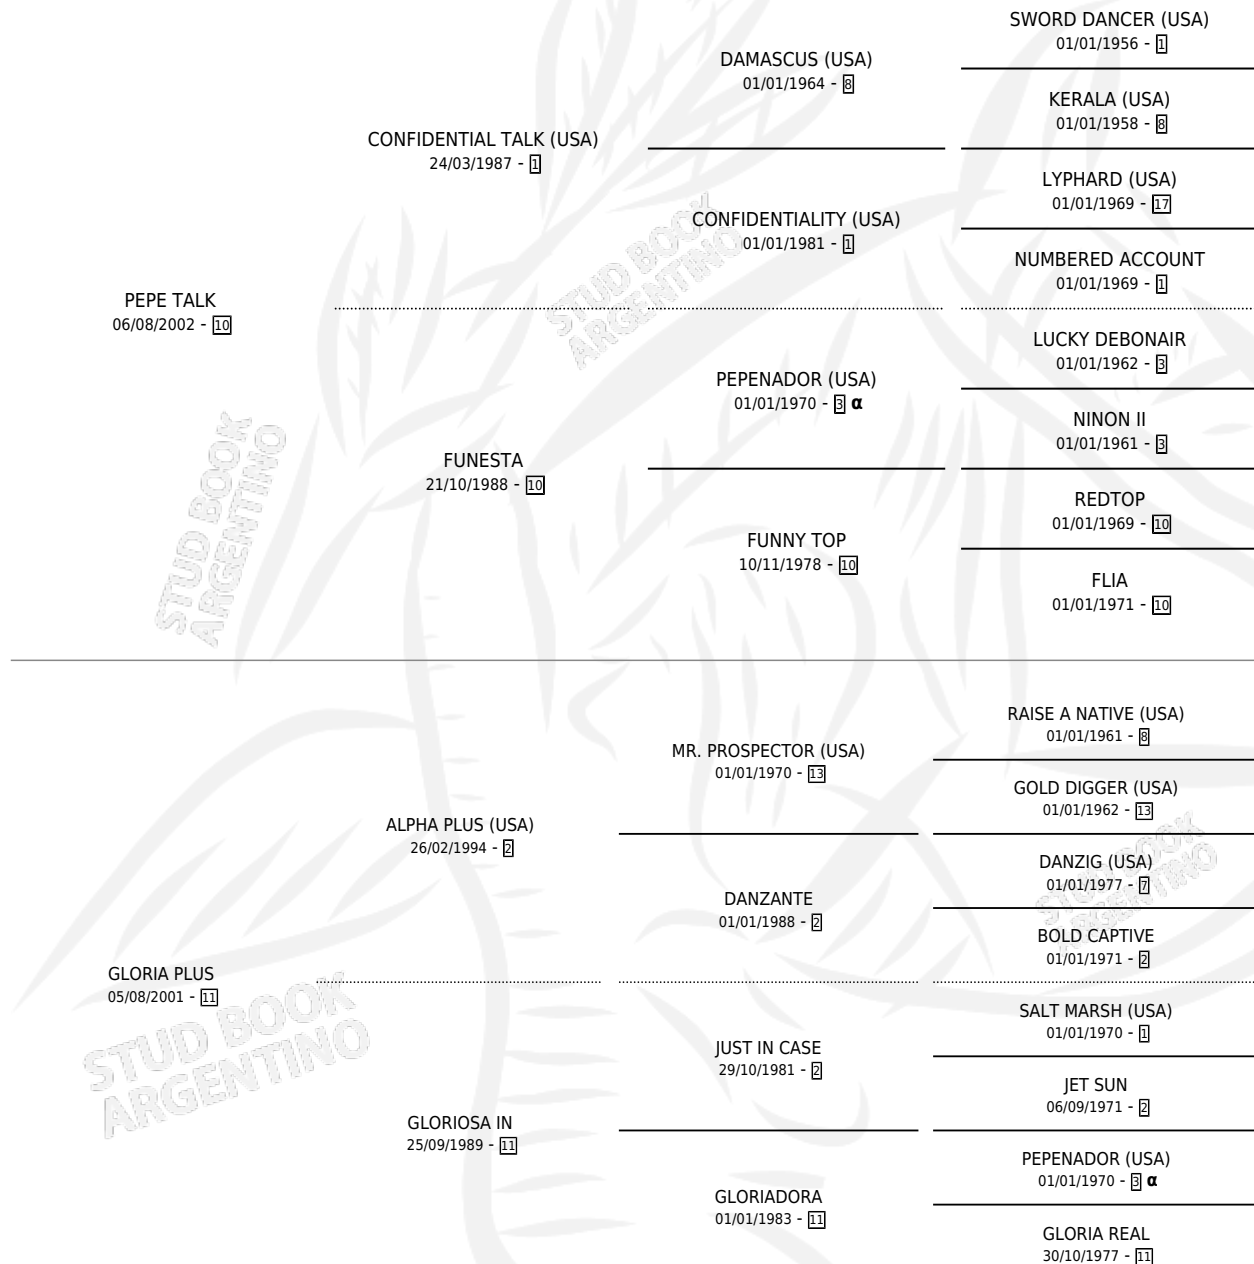 SWORD DANCER (USA)
01/01/1956 - 1
DAMASCUS (USA)
01/01/1964 - 8
KERALA (USA)
01/01/1958 - 8
CONFIDENTIAL TALK (USA)
24/03/1987 - 1
LYPHARD (USA)
01/01/1969 - 17
CONFIDENTIALITY (USA)
01/01/1981 - 1
NUMBERED ACCOUNT
01/01/1969 - 1
PEPE TALK
06/08/2002 - 10
LUCKY DEBONAIR
01/01/1962 - 3
PEPENADOR (USA)
01/01/1970 - 3 α
NINON II
01/01/1961 - 3
FUNESTA
21/10/1988 - 10
REDTOP
01/01/1969 - 10
FUNNY TOP
10/11/1978 - 10
FLIA
01/01/1971 - 10
RAISE A NATIVE (USA)
01/01/1961 - 8
MR. PROSPECTOR (USA)
01/01/1970 - 13
GOLD DIGGER (USA)
01/01/1962 - 13
ALPHA PLUS (USA)
26/02/1994 - 2
DANZIG (USA)
01/01/1977 - 7
DANZANTE
01/01/1988 - 2
BOLD CAPTIVE
01/01/1971 - 2
GLORIA PLUS
05/08/2001 - 11
SALT MARSH (USA)
01/01/1970 - 1
JUST IN CASE
29/10/1981 - 2
JET SUN
06/09/1971 - 2
GLORIOSA IN
25/09/1989 - 11
PEPENADOR (USA)
01/01/1970 - 3 α
GLORIADORA
01/01/1983 - 11
GLORIA REAL
30/10/1977 - 11
STUD BOOK
ARGENTINO
STUD BOOK
ARGENTINO
STUD BOOK
ARGENTINO
STUD BOOK
ARGENTINO